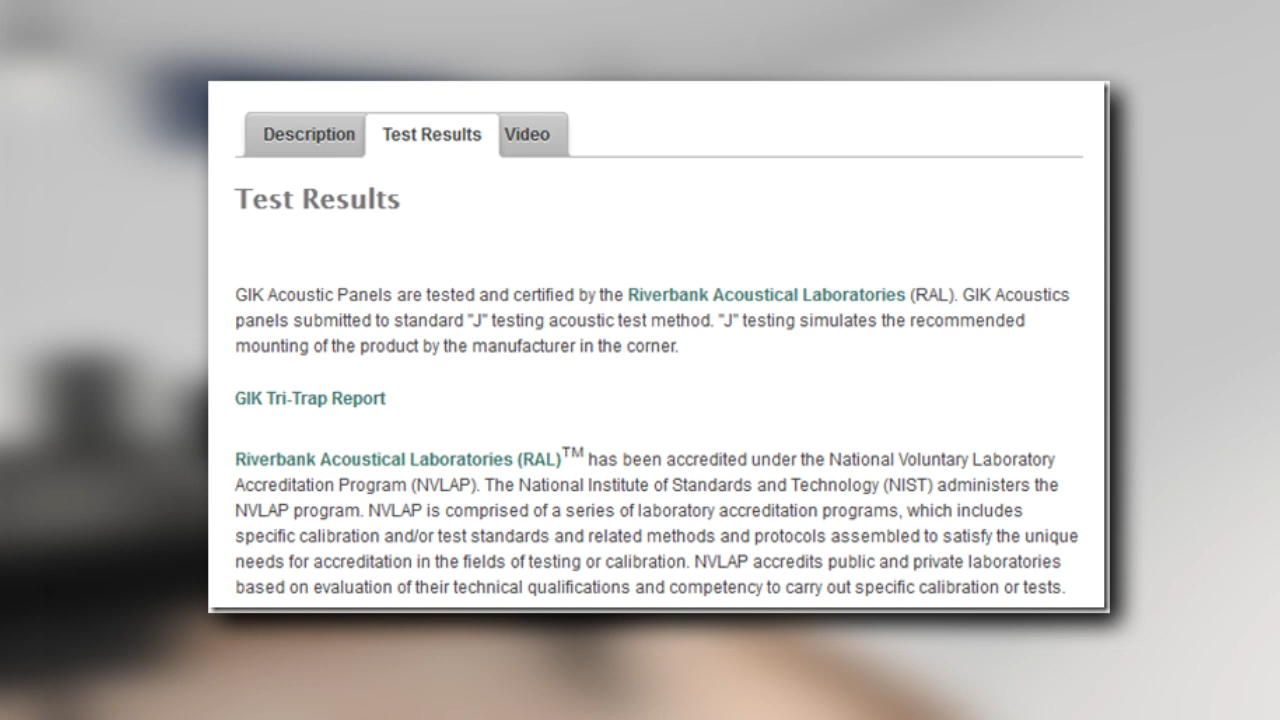 Description Test Results Video
Test Results
GIK Acoustic Panels are tested and certified by the Riverbank Acoustical Laboratories (RAL). GIK Acoustics
panels submitted to standard "J" testing acoustic test method. "J" testing simulates the recommended
mounting of the product by the manufacturer in the corner.
GIK Tri-Trap Report
Riverbank Acoustical Laboratories (RAL)TM has been accredited under the National Voluntary Laboratory
Accreditation Program (NVLAP). The National Institute of Standards and Technology (NIST) administers the
NVLAP program. NVLAP is comprised of a series of laboratory accreditation programs, which includes
specific calibration and/or test standards and related methods and protocols assembled to satisfy the unique
needs for accreditation in the fields of testing or calibration. NVLAP accredits public and private laboratories
based on evaluation of their technical qualifications and competency to carry out specific calibration or tests.